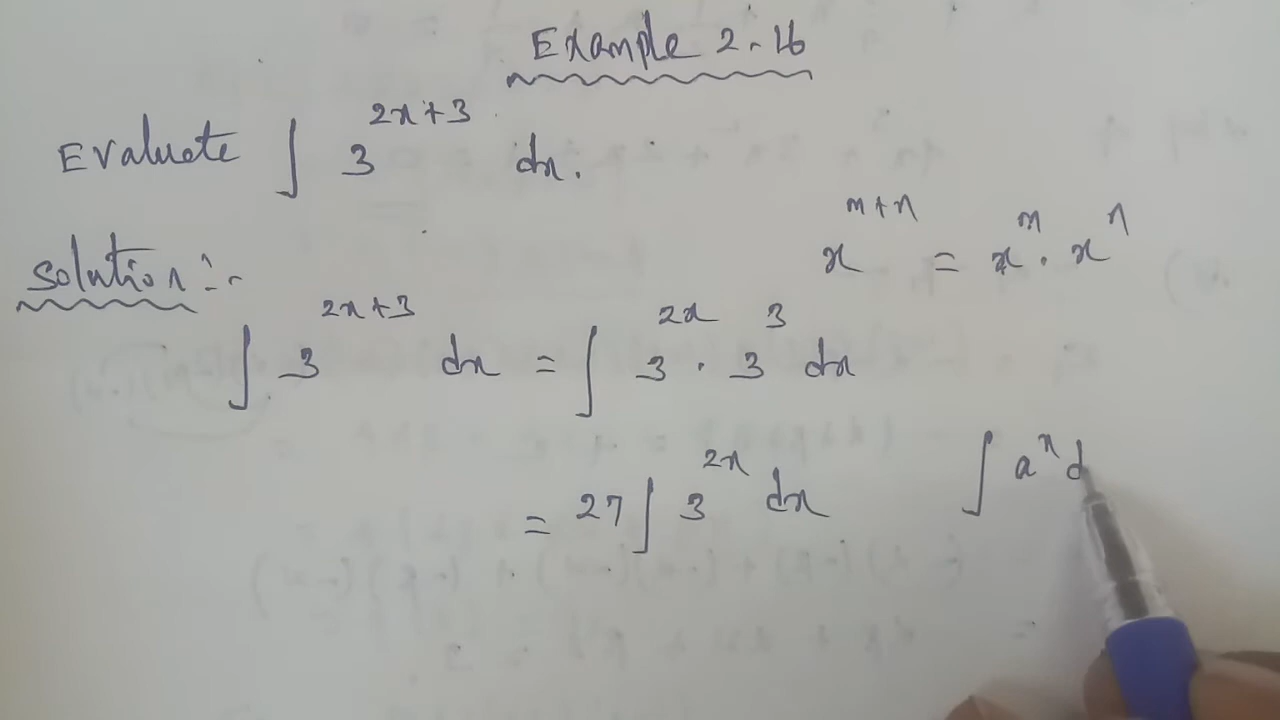 Example 2.16
Evaluate ∫ 3^{2x+3} dx.
Solution:-
x^{m+n} = x^m . x^n
∫ 3^{2x+3} dx = ∫ 3^{2x} . 3^3 dx
= 27 ∫ 3^{2x} dx
∫ a^x d